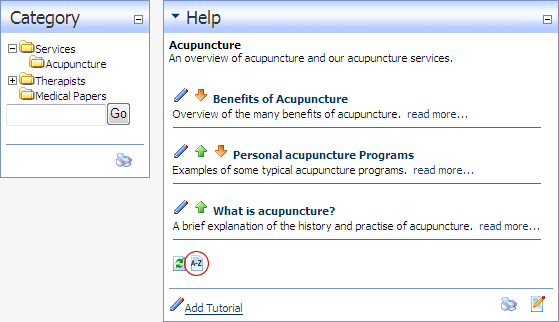 Category
Services
Acupuncture
Therapists
Medical Papers
Go
Help
Acupuncture
An overview of acupuncture and our acupuncture services.
Benefits of Acupuncture
Overview of the many benefits of acupuncture. read more...
Personal acupuncture Programs
Examples of some typical acupuncture programs. read more...
What is acupuncture?
A brief explanation of the history and practise of acupuncture. read more...
A-Z
Add Tutorial